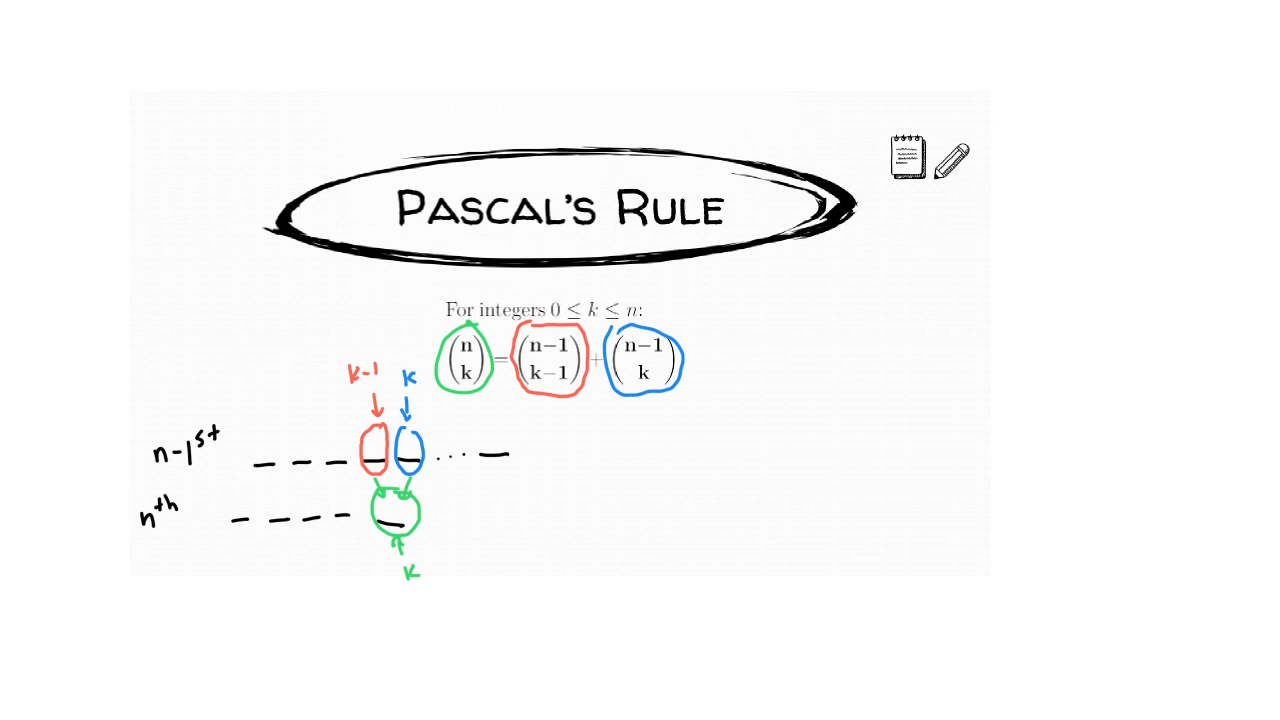 PASCAL'S RULE
For integers 0 ≤ k ≤ n:
(n k) = (n−1 k−1) + (n−1 k)
k-1 k
n-1st _ _ _ _ _ ... _
nth _ _ _ _ _
k